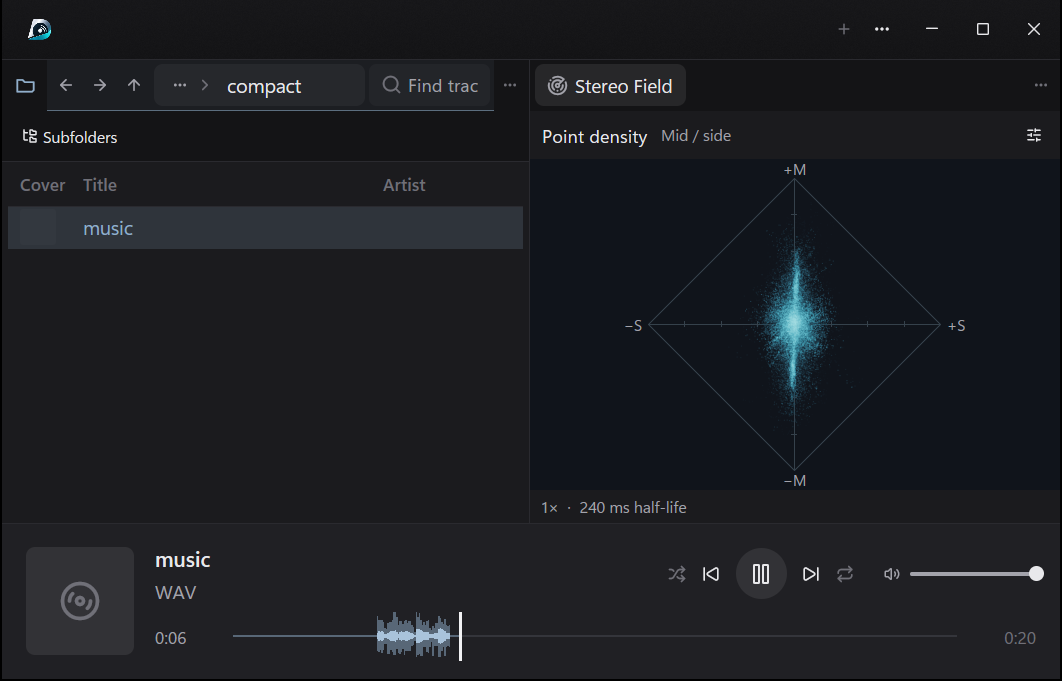 compact
Find trac
Stereo Field
Subfolders
Point density
Mid / side
Cover Title Artist
music
+M
−S
+S
−M
1× · 240 ms half-life
music
WAV
0:06
0:20